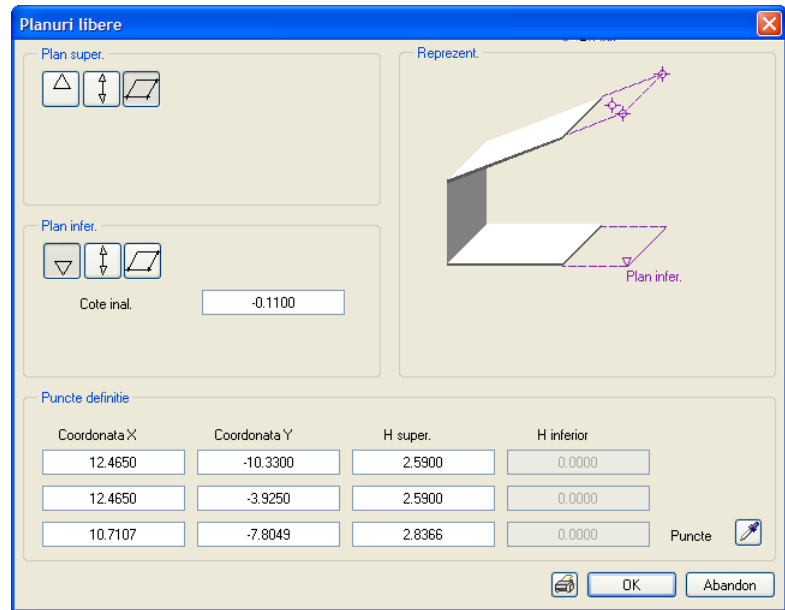 Planuri libere
Plan super.
Reprezent.
Plan infer.
Plan infer.
Cote inal.
-0.1100
Puncte definitie
Coordonata X
Coordonata Y
H super.
H inferior
12.4650
-10.3300
2.5900
0.0000
12.4650
-3.9250
2.5900
0.0000
10.7107
-7.8049
2.8366
0.0000
Puncte
OK
Abandon